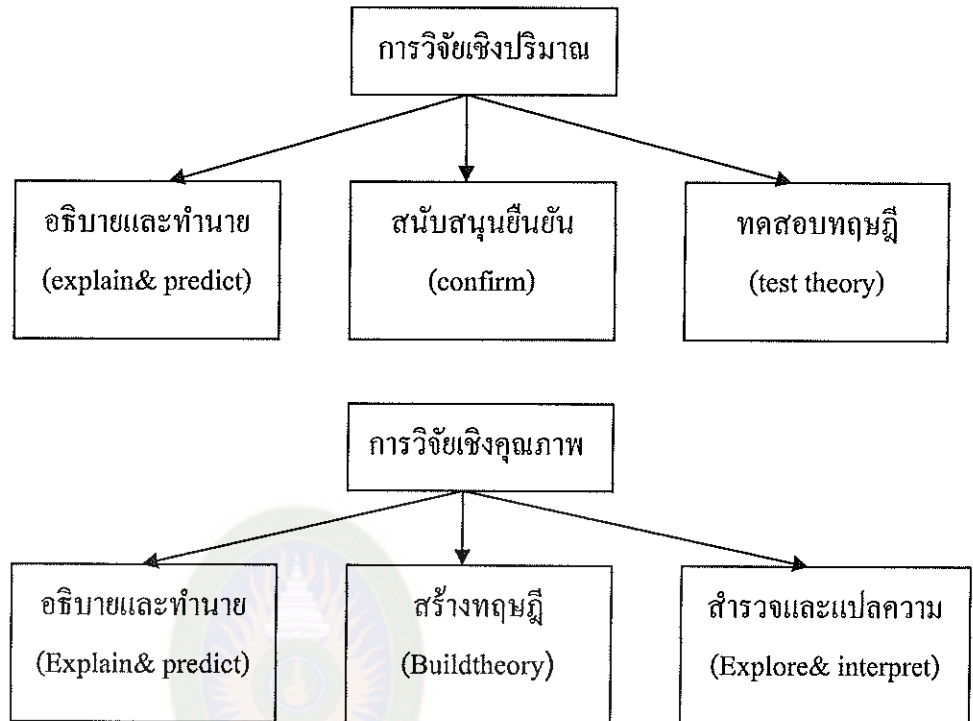 การวิจัยเชิงปริมาณ
อธิบายและทำนาย
(explain& predict)
สนับสนุนยืนยัน
(confirm)
ทดสอบทฤษฎี
(test theory)
การวิจัยเชิงคุณภาพ
อธิบายและทำนาย
(Explain& predict)
สร้างทฤษฎี
(Buildtheory)
สำรวจและแปลความ
(Explore& interpret)